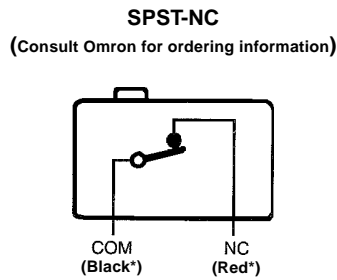 SPST-NC
(Consult Omron for ordering information)
COM NC
(Black*) (Red*)